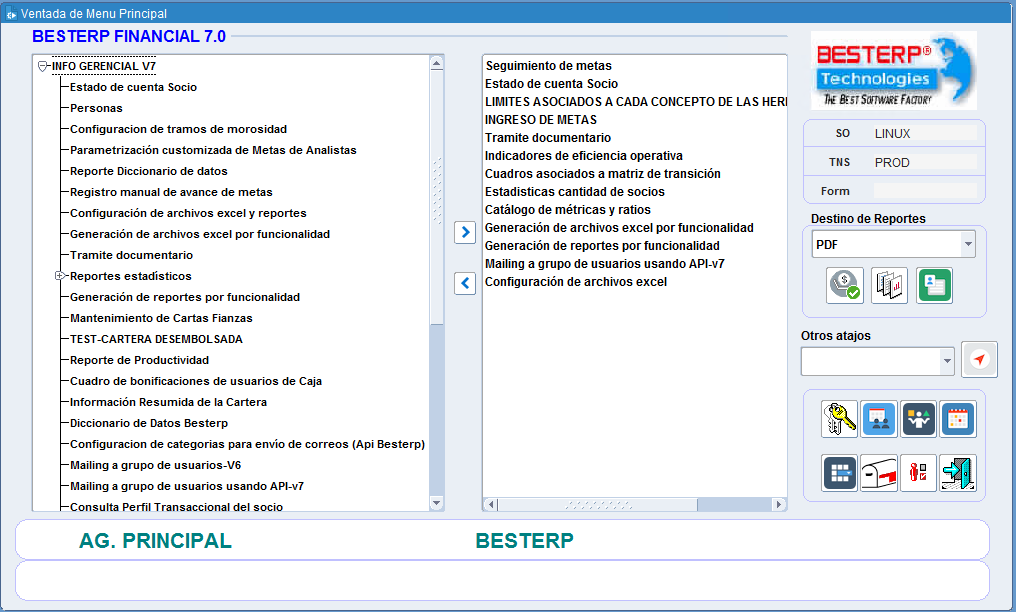 Ventada de Menu Principal
BESTERP FINANCIAL 7.0
INFO GERENCIAL V7
Estado de cuenta Socio
Personas
Configuracion de tramos de morosidad
Parametrización customizada de Metas de Analistas
Reporte Diccionario de datos
Registro manual de avance de metas
Configuración de archivos excel y reportes
Generación de archivos excel por funcionalidad
Tramite documentario
Reportes estadísticos
Generación de reportes por funcionalidad
Mantenimiento de Cartas Fianzas
TEST-CARTERA DESEMBOLSADA
Reporte de Productividad
Cuadro de bonificaciones de usuarios de Caja
Información Resumida de la Cartera
Diccionario de Datos Besterp
Configuracion de categorias para envío de correos (Api Besterp)
Mailing a grupo de usuarios-V6
Mailing a grupo de usuarios usando API-v7
Consulta Perfil Transaccional del socio
Seguimiento de metas
Estado de cuenta Socio
LIMITES ASOCIADOS A CADA CONCEPTO DE LAS HERI
INGRESO DE METAS
Tramite documentario
Indicadores de eficiencia operativa
Cuadros asociados a matriz de transición
Estadisticas cantidad de socios
Catálogo de métricas y ratios
Generación de archivos excel por funcionalidad
Generación de reportes por funcionalidad
Mailing a grupo de usuarios usando API-v7
Configuración de archivos excel
BESTERP®
Technologies
THE BEST SOFTWARE FACTORY
SO LINUX
TNS PROD
Form
Destino de Reportes
PDF
Otros atajos
AG. PRINCIPAL BESTERP